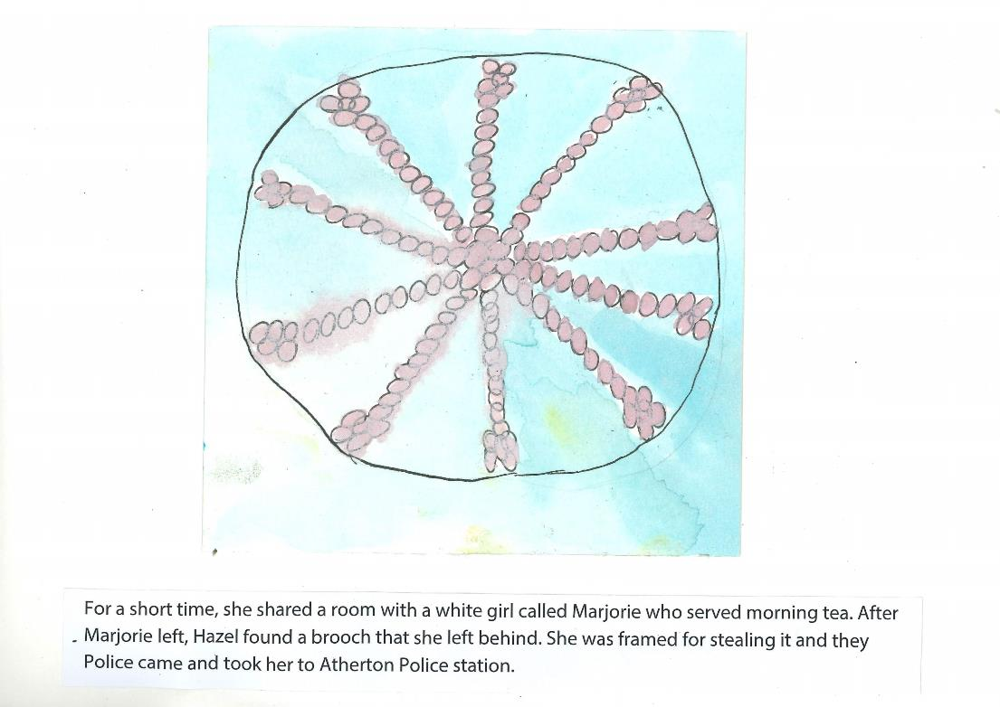 For a short time, she shared a room with a white girl called Marjorie who served morning tea. After
Marjorie left, Hazel found a brooch that she left behind. She was framed for stealing it and they
Police came and took her to Atherton Police station.